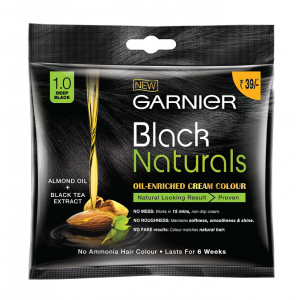 1.0
DEEP
BLACK
NEW
₹ 39/-
GARNIER
Black
Naturals
OIL-ENRICHED CREAM COLOUR
Natural Looking Result > Proven
ALMOND OIL
+
BLACK TEA
EXTRACT
NO MESS: Works in 15 mins, non-drip cream.
NO ROUGHNESS: Maintains softness, smoothness & shine.
NO FAKE results: Colour matches natural hair.
No Ammonia Hair Colour • Lasts For 6 Weeks